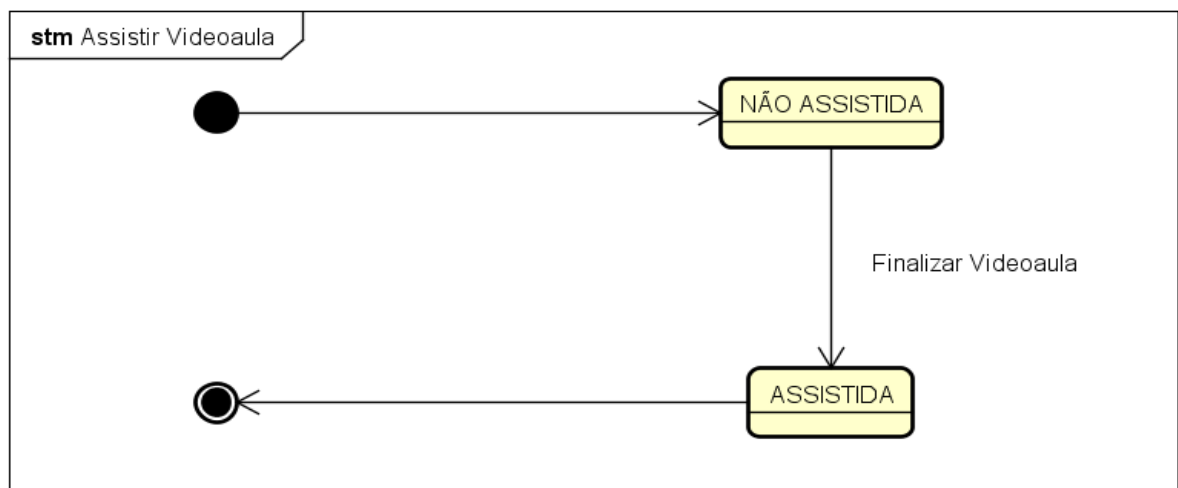 stm Assistir Videoaula
NÃO ASSISTIDA
Finalizar Videoaula
ASSISTIDA